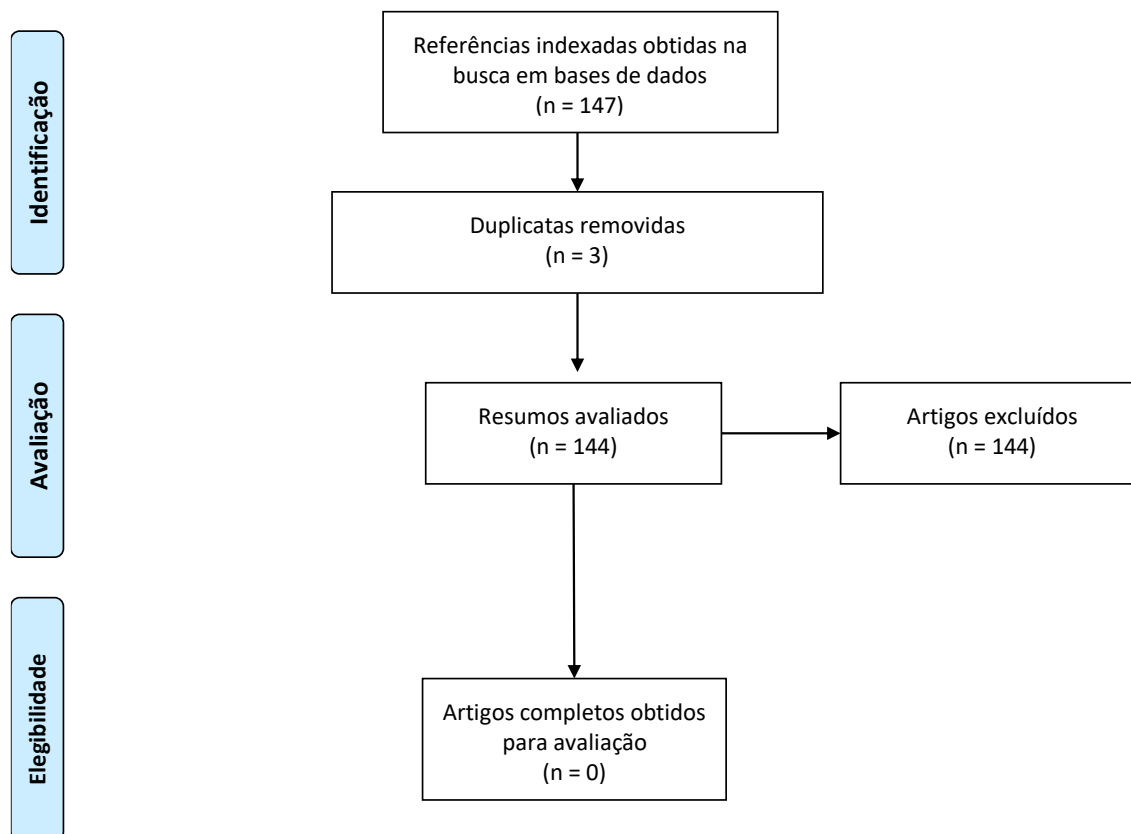 Identificação
Referências indexadas obtidas na
busca em bases de dados
(n = 147)
Duplicatas removidas
(n = 3)
Avaliação
Resumos avaliados
(n = 144)
Artigos excluídos
(n = 144)
Elegibilidade
Artigos completos obtidos
para avaliação
(n = 0)